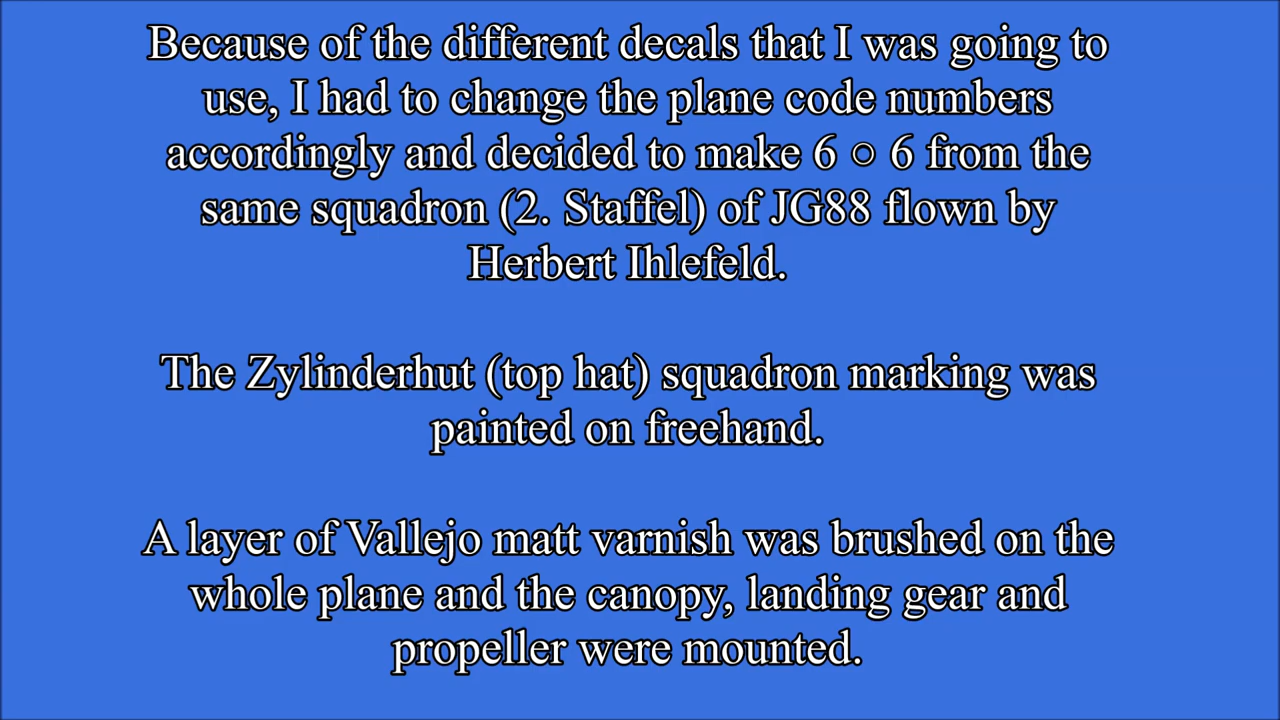 Because of the different decals that I was going to
use, I had to change the plane code numbers
accordingly and decided to make 6 ○ 6 from the
same squadron (2. Staffel) of JG88 flown by
Herbert Ihlefeld.
The Zylinderhut (top hat) squadron marking was
painted on freehand.
A layer of Vallejo matt varnish was brushed on the
whole plane and the canopy, landing gear and
propeller were mounted.